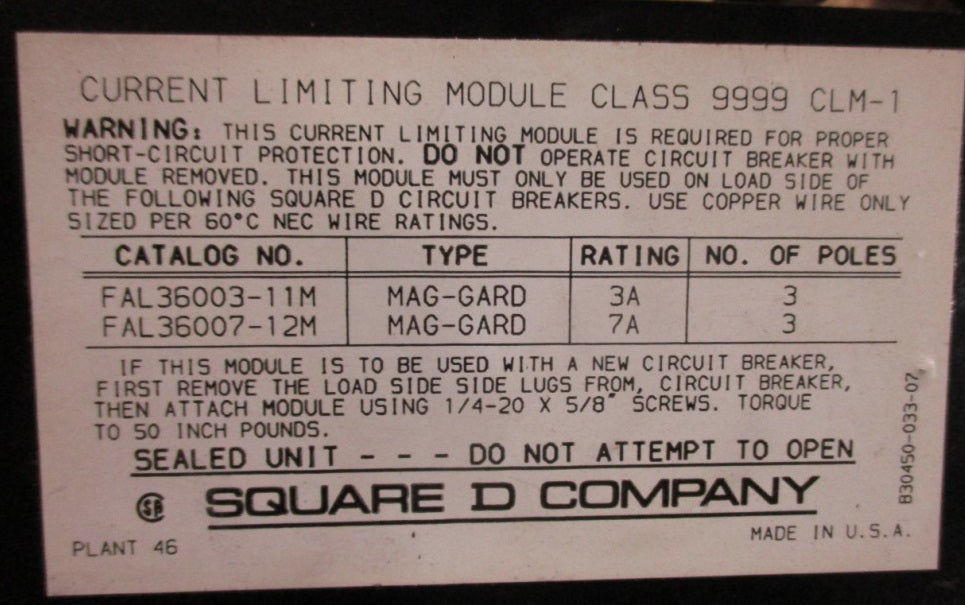 CURRENT LIMITING MODULE CLASS 9999 CLM-1
WARNING: THIS CURRENT LIMITING MODULE IS REQUIRED FOR PROPER
SHORT-CIRCUIT PROTECTION. DO NOT OPERATE CIRCUIT BREAKER WITH
MODULE REMOVED. THIS MODULE MUST ONLY BE USED ON LOAD SIDE OF
THE FOLLOWING SQUARE D CIRCUIT BREAKERS. USE COPPER WIRE ONLY
SIZED PER 60°C NEC WIRE RATINGS.
CATALOG NO. TYPE RATING NO. OF POLES
FAL36003-11M MAG-GARD 3A 3
FAL36007-12M MAG-GARD 7A 3
IF THIS MODULE IS TO BE USED WITH A NEW CIRCUIT BREAKER,
FIRST REMOVE THE LOAD SIDE SIDE LUGS FROM, CIRCUIT BREAKER,
THEN ATTACH MODULE USING 1/4-20 X 5/8" SCREWS. TORQUE
TO 50 INCH POUNDS.
SEALED UNIT - - - DO NOT ATTEMPT TO OPEN
SA SQUARE D COMPANY
PLANT 46 MADE IN U.S.A.
B30450-033-07